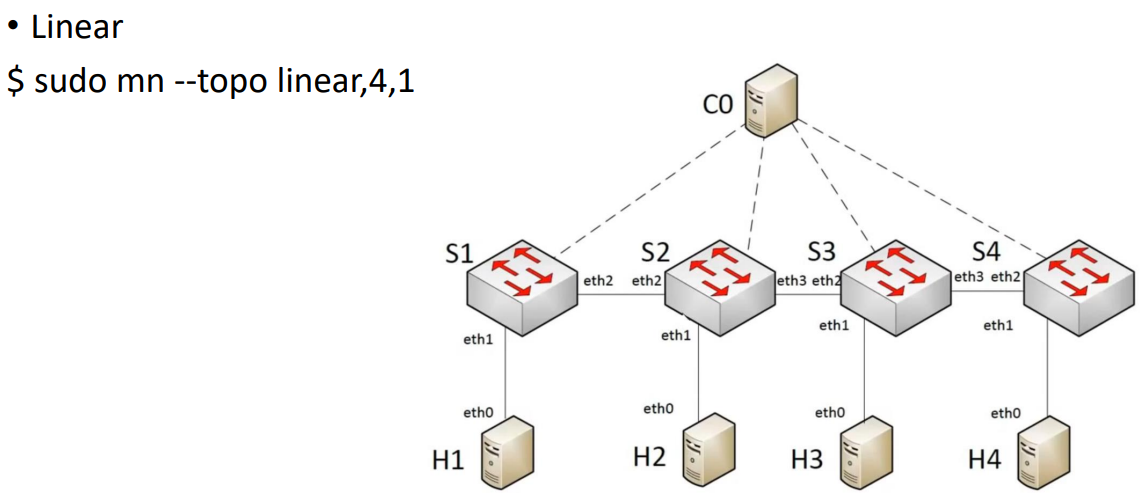 • Linear
$ sudo mn --topo linear,4,1
C0
S1 S2 S3 S4
eth2 eth2 eth3 eth2 eth3 eth2
eth1 eth1 eth1 eth1
eth0 eth0 eth0 eth0
H1 H2 H3 H4